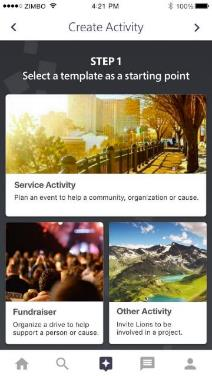 ZIMBO 4:21 PM 100%
Create Activity
STEP 1
Select a template as a starting point
Service Activity
Plan an event to help a community, organization or cause.
Fundraiser
Organize a drive to help
support a person or cause.
Other Activity
Invite Lions to be
involved in a project.